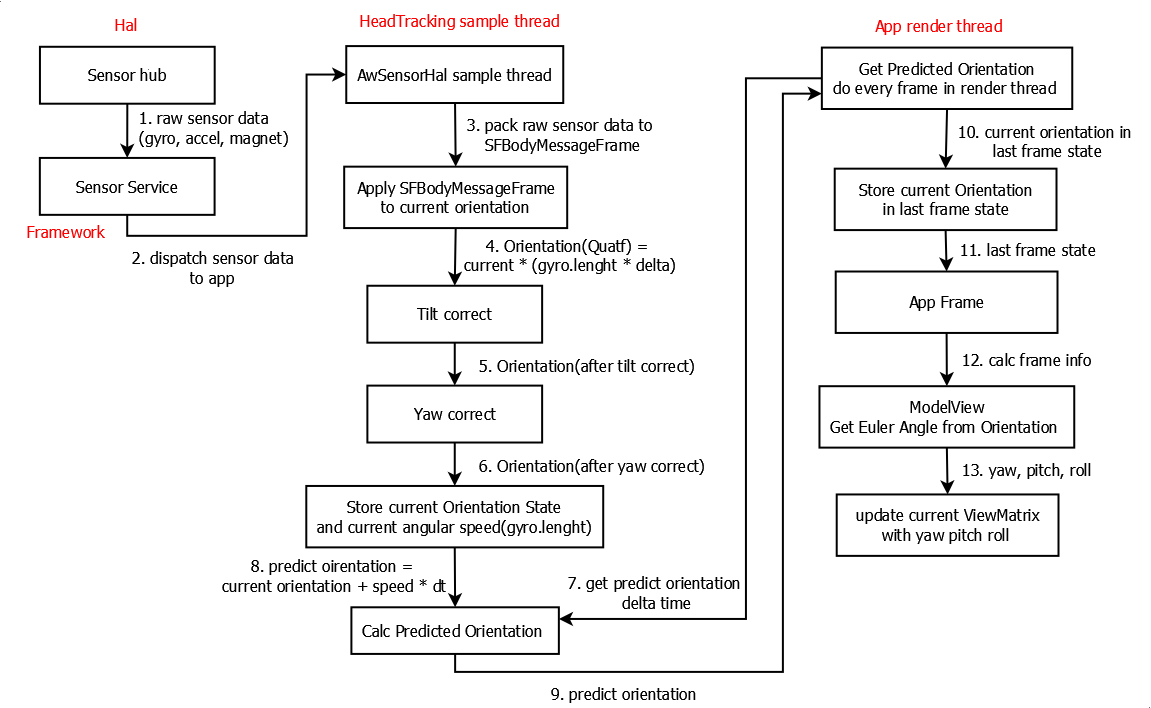 Hal
Sensor hub
1. raw sensor data
(gyro, accel, magnet)
Sensor Service
Framework
2. dispatch sensor data
to app
HeadTracking sample thread
AwSensorHal sample thread
3. pack raw sensor data to
SFBodyMessageFrame
Apply SFBodyMessageFrame
to current orientation
4. Orientation(Quatf) =
current * (gyro.lenght * delta)
Tilt correct
5. Orientation(after tilt correct)
Yaw correct
6. Orientation(after yaw correct)
Store current Orientation State
and current angular speed(gyro.lenght)
8. predict oirentation =
current orientation + speed * dt
7. get predict orientation
delta time
Calc Predicted Orientation
9. predict orientation
App render thread
Get Predicted Orientation
do every frame in render thread
10. current orientation in
last frame state
Store current Orientation
in last frame state
11. last frame state
App Frame
12. calc frame info
ModelView
Get Euler Angle from Orientation
13. yaw, pitch, roll
update current ViewMatrix
with yaw pitch roll